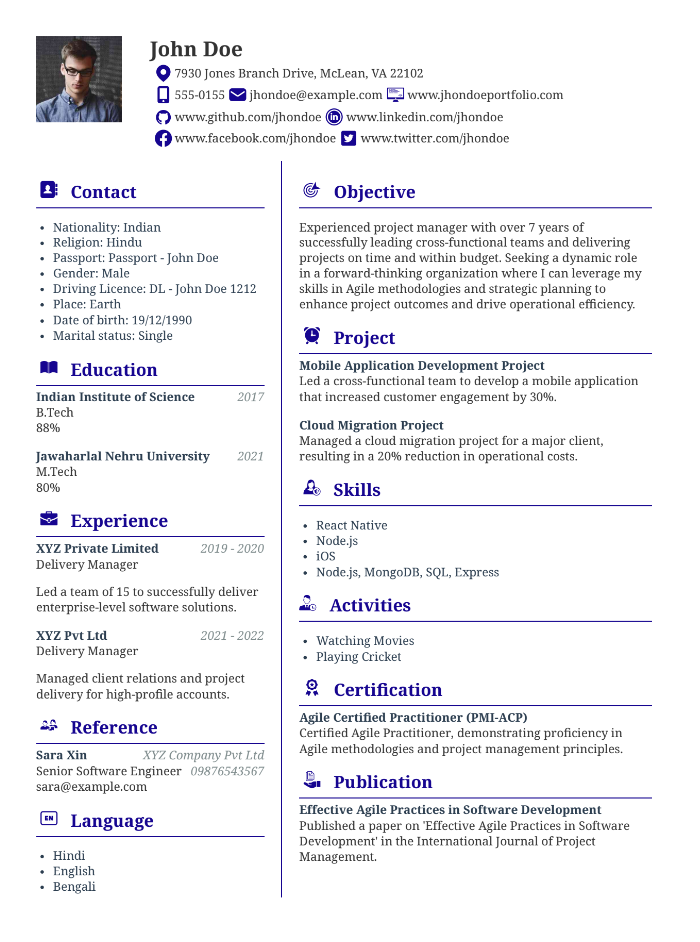 John Doe
7930 Jones Branch Drive, McLean, VA 22102
555-0155 jhondoe@example.com www.jhondoeportfolio.com
www.github.com/jhondoe in www.linkedin.com/jhondoe
www.facebook.com/jhondoe www.twitter.com/jhondoe
Contact
• Nationality: Indian
• Religion: Hindu
• Passport: Passport - John Doe
• Gender: Male
• Driving Licence: DL - John Doe 1212
• Place: Earth
• Date of birth: 19/12/1990
• Marital status: Single
Education
Indian Institute of Science 2017
B.Tech
88%
Jawaharlal Nehru University 2021
M.Tech
80%
Experience
XYZ Private Limited 2019 - 2020
Delivery Manager
Led a team of 15 to successfully deliver
enterprise-level software solutions.
XYZ Pvt Ltd 2021 - 2022
Delivery Manager
Managed client relations and project
delivery for high-profile accounts.
Reference
Sara Xin XYZ Company Pvt Ltd
Senior Software Engineer 09876543567
sara@example.com
EN Language
• Hindi
• English
• Bengali
Objective
Experienced project manager with over 7 years of
successfully leading cross-functional teams and delivering
projects on time and within budget. Seeking a dynamic role
in a forward-thinking organization where I can leverage my
skills in Agile methodologies and strategic planning to
enhance project outcomes and drive operational efficiency.
Project
Mobile Application Development Project
Led a cross-functional team to develop a mobile application
that increased customer engagement by 30%.
Cloud Migration Project
Managed a cloud migration project for a major client,
resulting in a 20% reduction in operational costs.
Skills
• React Native
• Node.js
• iOS
• Node.js, MongoDB, SQL, Express
Activities
• Watching Movies
• Playing Cricket
Certification
Agile Certified Practitioner (PMI-ACP)
Certified Agile Practitioner, demonstrating proficiency in
Agile methodologies and project management principles.
Publication
Effective Agile Practices in Software Development
Published a paper on 'Effective Agile Practices in Software
Development' in the International Journal of Project
Management.